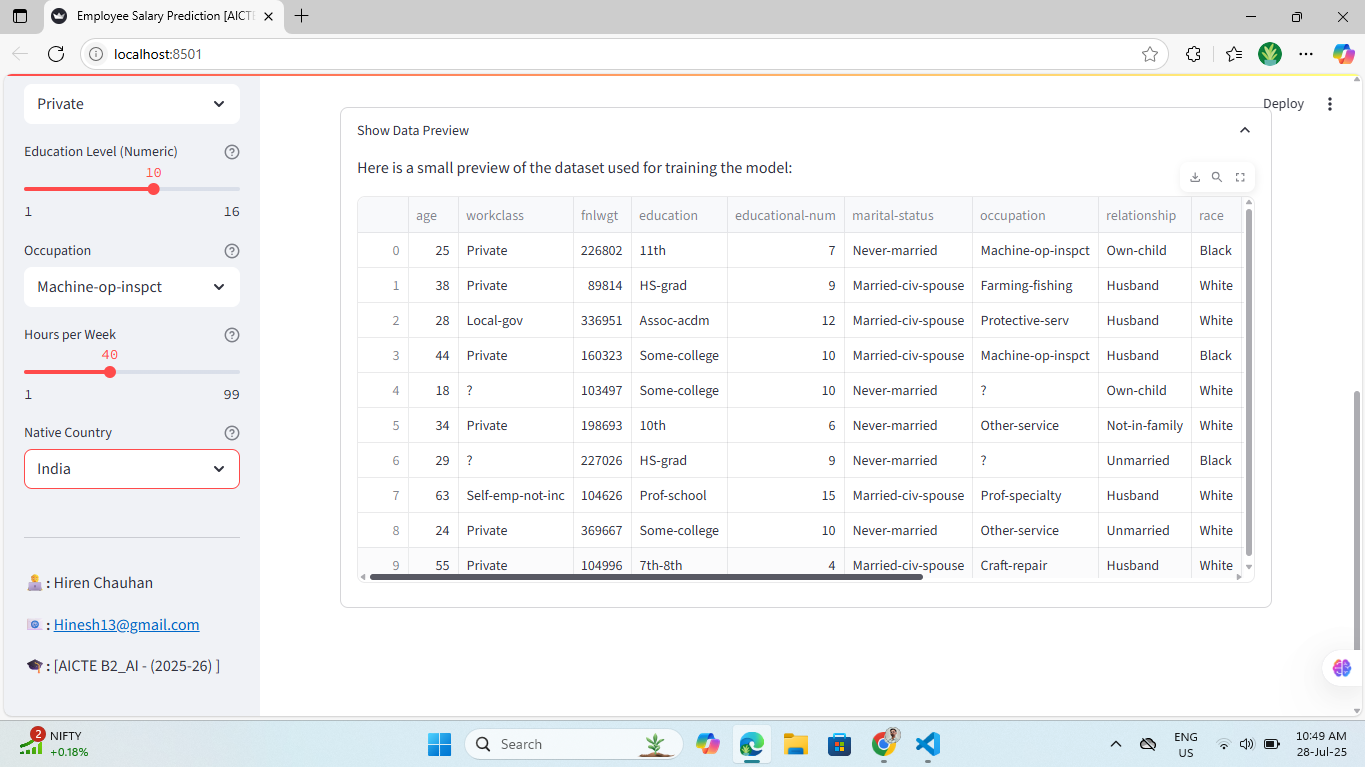 Employee Salary Prediction [AICTE
localhost:8501
Deploy
Private
Education Level (Numeric)
10
1 16
Occupation
Machine-op-inspct
Hours per Week
40
1 99
Native Country
India
: Hiren Chauhan
: Hinesh13@gmail.com
: [AICTE B2_AI - (2025-26) ]
Show Data Preview
Here is a small preview of the dataset used for training the model:
age workclass fnlwgt education educational-num marital-status occupation relationship race
0 25 Private 226802 11th 7 Never-married Machine-op-inspct Own-child Black
1 38 Private 89814 HS-grad 9 Married-civ-spouse Farming-fishing Husband White
2 28 Local-gov 336951 Assoc-acdm 12 Married-civ-spouse Protective-serv Husband White
3 44 Private 160323 Some-college 10 Married-civ-spouse Machine-op-inspct Husband Black
4 18 ? 103497 Some-college 10 Never-married ? Own-child White
5 34 Private 198693 10th 6 Never-married Other-service Not-in-family White
6 29 ? 227026 HS-grad 9 Never-married ? Unmarried Black
7 63 Self-emp-not-inc 104626 Prof-school 15 Married-civ-spouse Prof-specialty Husband White
8 24 Private 369667 Some-college 10 Never-married Other-service Unmarried White
9 55 Private 104996 7th-8th 4 Married-civ-spouse Craft-repair Husband White
2
NIFTY
+0.18%
Search
ENG
US
10:49 AM
28-Jul-25